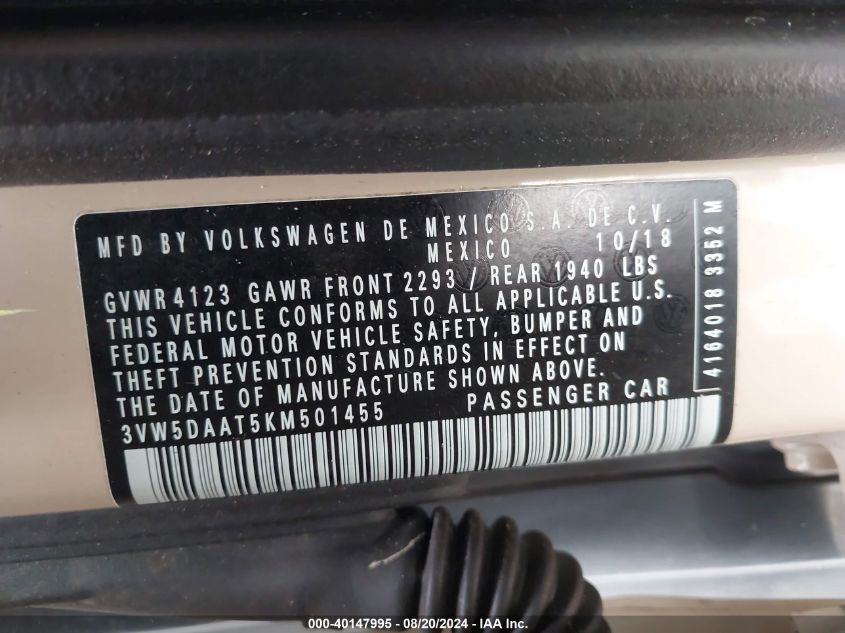 MFD BY VOLKSWAGEN DE MEXICO S.A. DE C.V.
MEXICO 10/18
GVWR 4123 GAWR FRONT 2293 / REAR 1940 LBS
THIS VEHICLE CONFORMS TO ALL APPLICABLE U.S.
FEDERAL MOTOR VEHICLE SAFETY, BUMPER AND
THEFT PREVENTION STANDARDS IN EFFECT ON
THE DATE OF MANUFACTURE SHOWN ABOVE.
3VW5DAAT5KM501455 PASSENGER CAR
4164018 3352 M
000-40147995 - 08/20/2024 - IAA Inc.